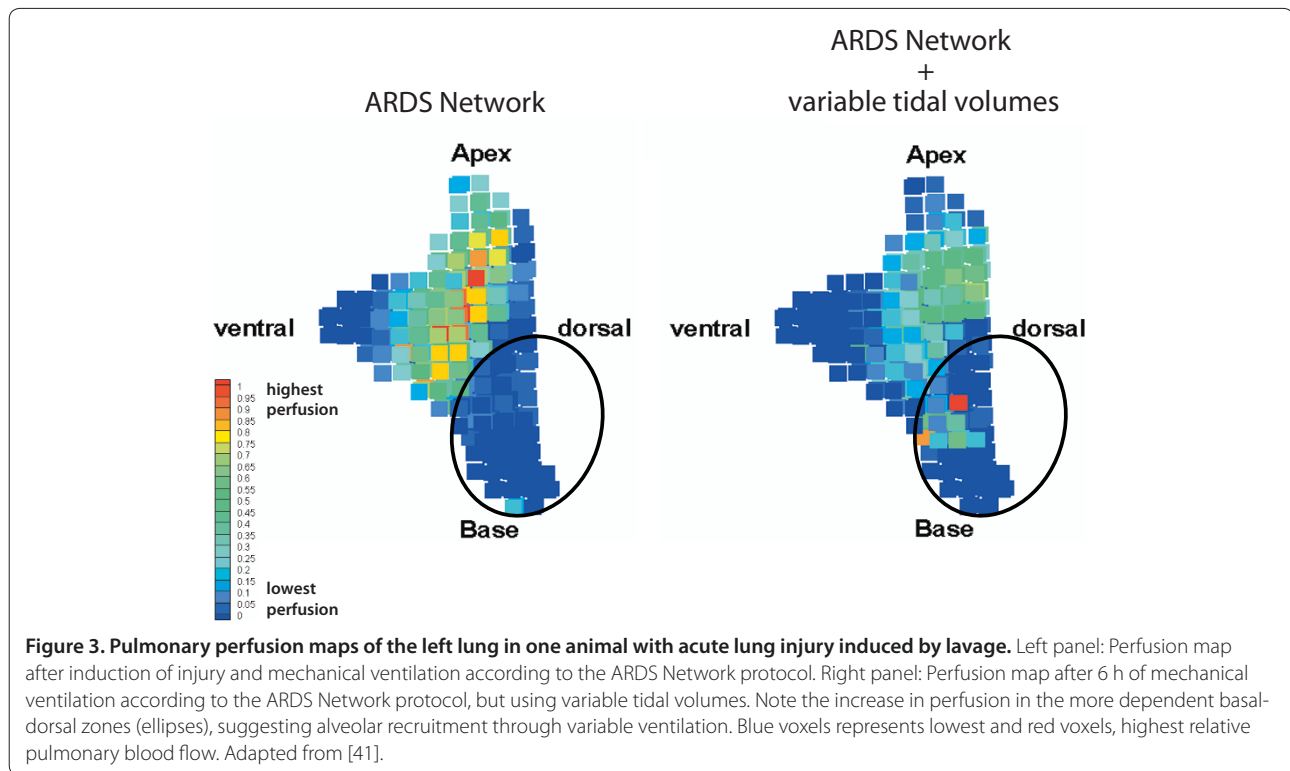 ARDS Network
ARDS Network
+
variable tidal volumes
Apex
ventral
dorsal
Base
Apex
ventral
dorsal
Base
highest
perfusion
lowest
perfusion
1
0.95
0.9
0.85
0.8
0.75
0.7
0.65
0.6
0.55
0.5
0.45
0.4
0.35
0.3
0.25
0.2
0.15
0.1
0.05
0
Figure 3. Pulmonary perfusion maps of the left lung in one animal with acute lung injury induced by lavage. Left panel: Perfusion map
after induction of injury and mechanical ventilation according to the ARDS Network protocol. Right panel: Perfusion map after 6 h of mechanical
ventilation according to the ARDS Network protocol, but using variable tidal volumes. Note the increase in perfusion in the more dependent basal-
dorsal zones (ellipses), suggesting alveolar recruitment through variable ventilation. Blue voxels represents lowest and red voxels, highest relative
pulmonary blood flow. Adapted from [41].